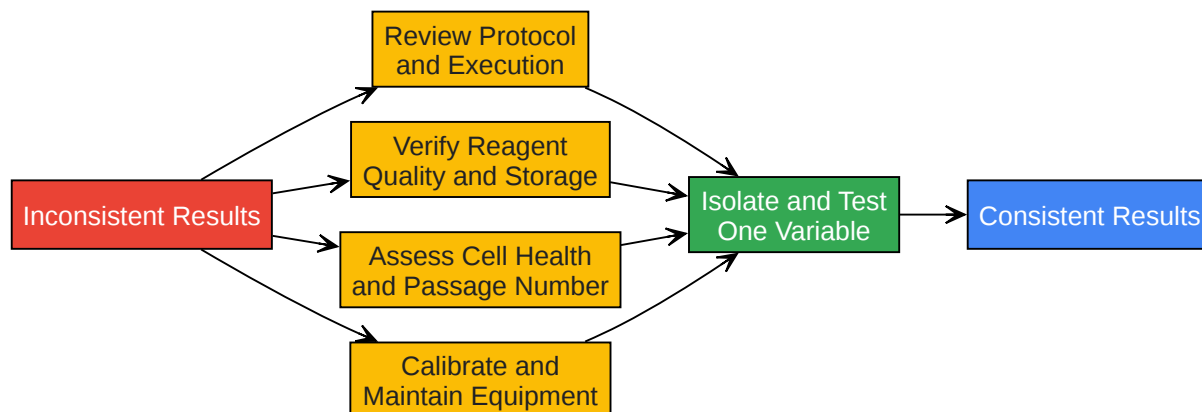 Review Protocol
and Execution
Verify Reagent
Quality and Storage
Inconsistent Results
Isolate and Test
One Variable
Consistent Results
Assess Cell Health
and Passage Number
Calibrate and
Maintain Equipment